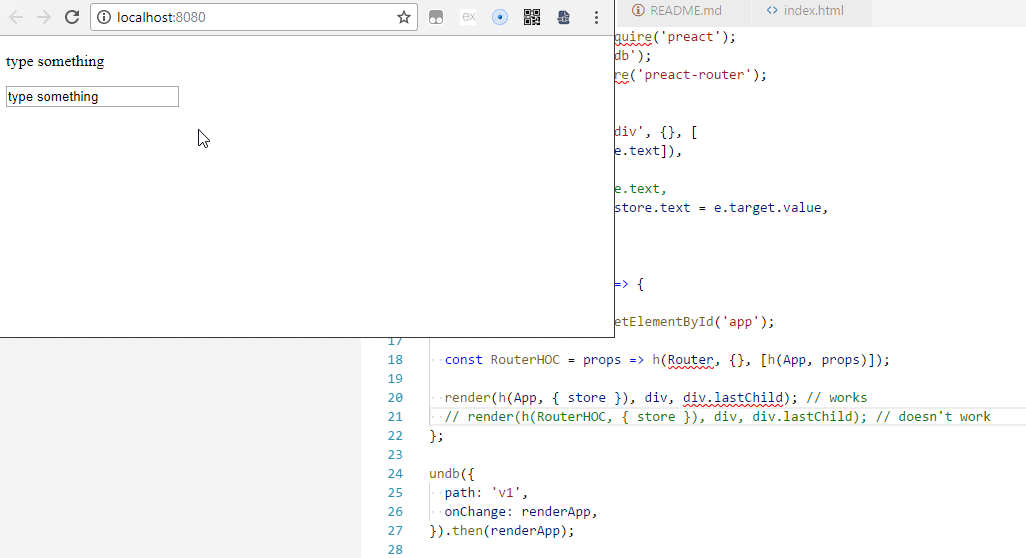 localhost:8080
ex
README.md
<> index.html
type something
type something
quire('preact');
db');
re('preact-router');
div', {}, [
e.text]),
e.text,
store.text = e.target.value,
=> {
etElementById('app');
17
18 const RouterHOC = props => h(Router, {}, [h(App, props)]);
19
20 render(h(App, { store }), div, div.lastChild); // works
21 // render(h(RouterHOC, { store }), div, div.lastChild); // doesn't work
22 };
23
24 undb({
25 path: 'v1',
26 onChange: renderApp,
27 }).then(renderApp);
28